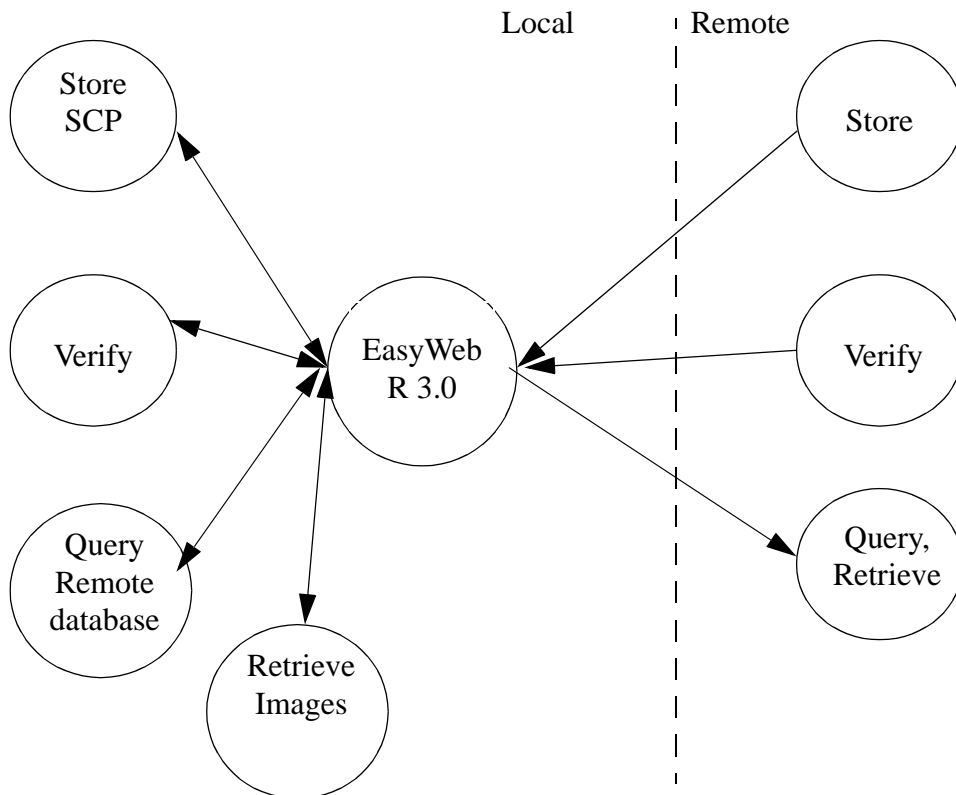 Local
Remote
Store
SCP
Store
Verify
EasyWeb
R 3.0
Verify
Query
Remote
database
Query,
Retrieve
Retrieve
Images